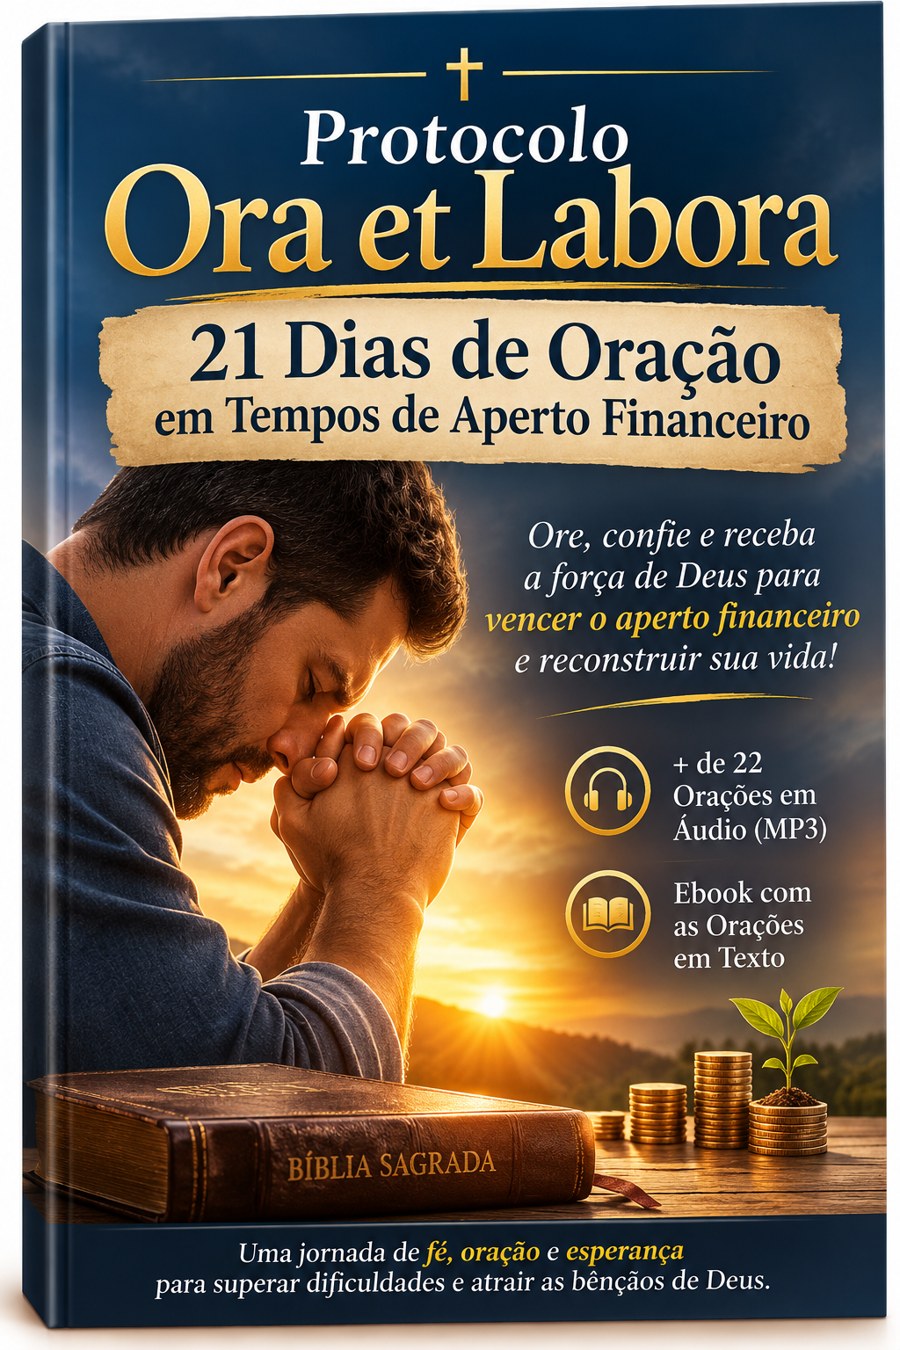 Protocolo
Ora et Labora
21 Dias de Oração
em Tempos de Aperto Financeiro
Ore, confie e receba
a força de Deus para
vencer o aperto financeiro
e reconstruir sua vida!
+ de 22
Orações em
Áudio (MP3)
Ebook com
as Orações
em Texto
BÍBLIA SAGRADA
Uma jornada de fé, oração e esperança
para superar dificuldades e atrair as bênçãos de Deus.